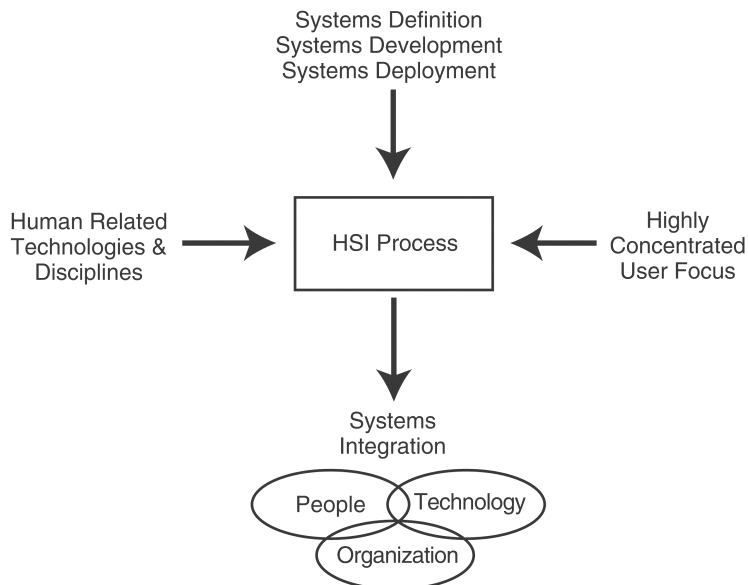 Systems Definition
Systems Development
Systems Deployment
Human Related
Technologies &
Disciplines
HSI Process
Highly
Concentrated
User Focus
Systems
Integration
People
Technology
Organization